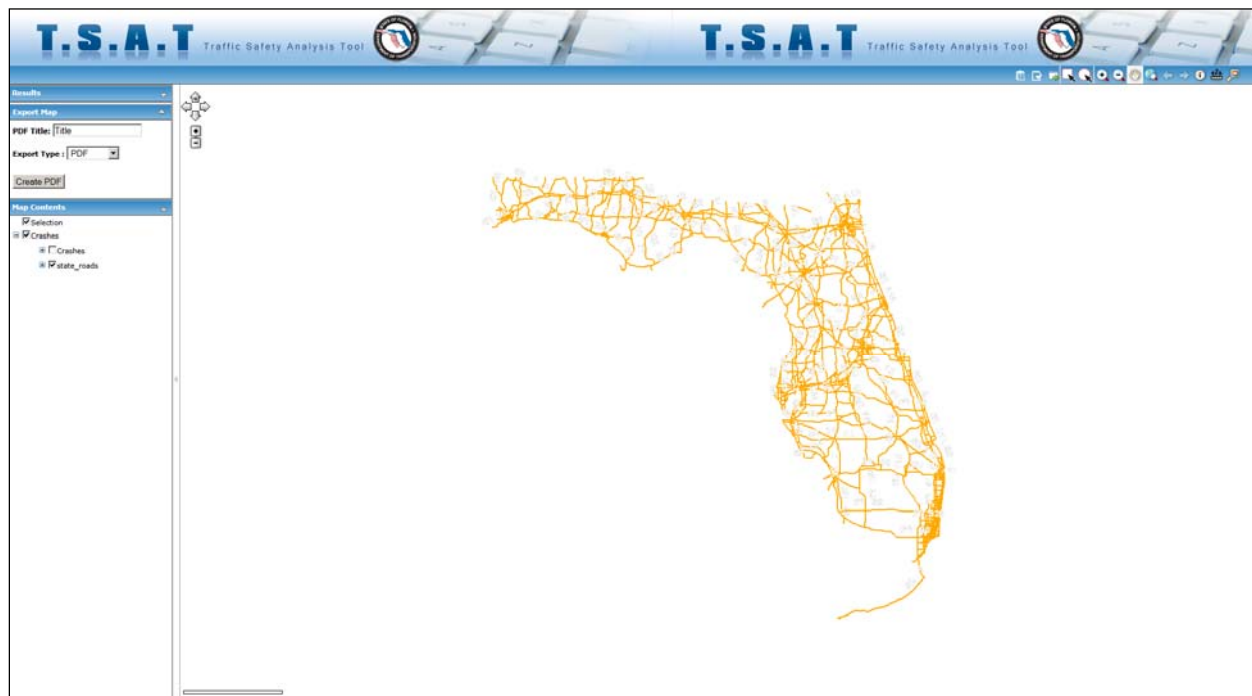 T.S.A.T Traffic Safety Analysis Tool
T.S.A.T Traffic Safety Analysis Tool
Results
Export Map
PDF Title: Title
Export Type : PDF
Create PDF
Map Contents
Selection
Crashes
Crashes
state_roads